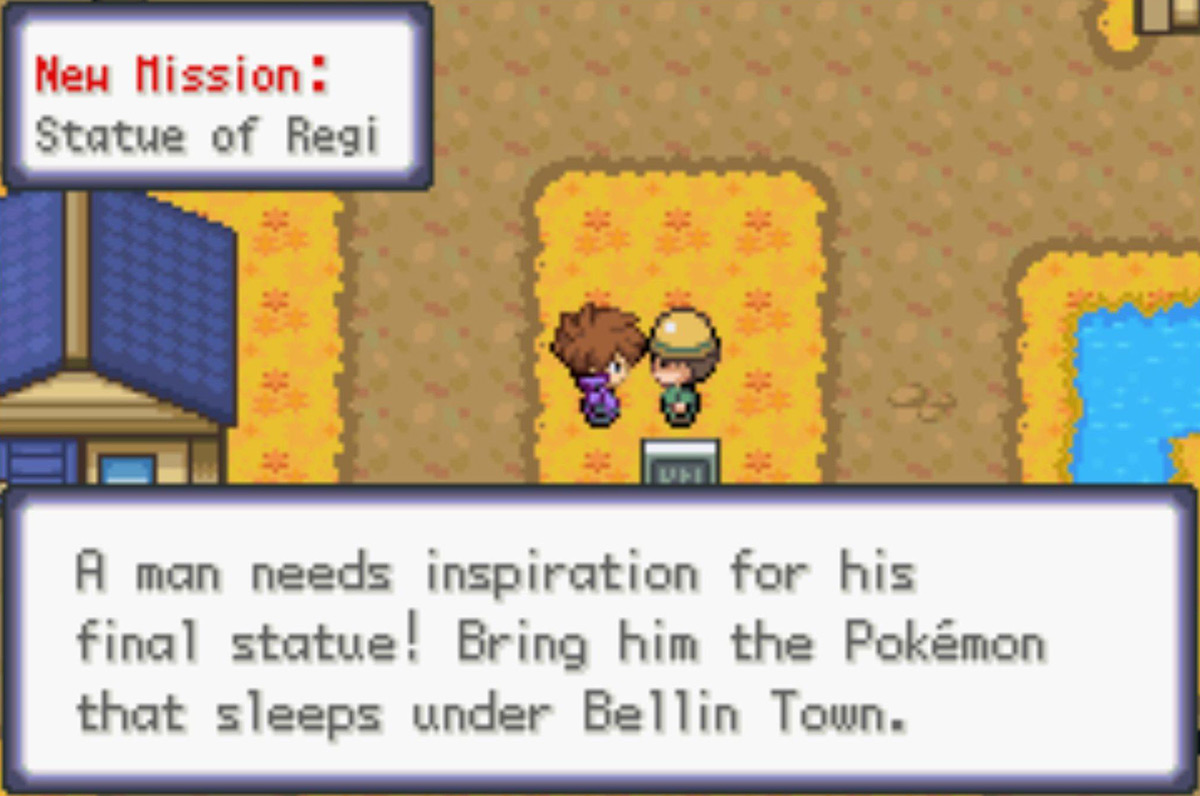 New Mission:
Statue of Regi
A man needs inspiration for his
final statue! Bring him the Pokémon
that sleeps under Bellin Town.